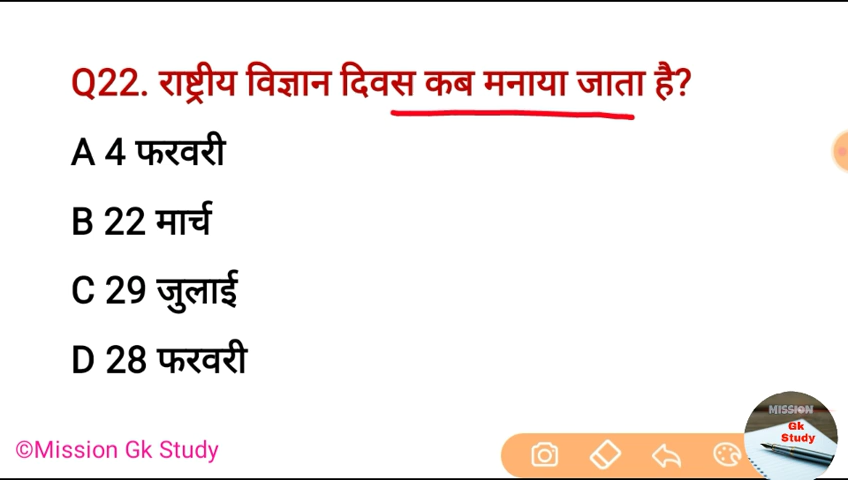 Q22. राष्ट्रीय विज्ञान दिवस कब मनाया जाता है?
A 4 फरवरी
B 22 मार्च
C 29 जुलाई
D 28 फरवरी
©Mission Gk Study
MISSION
Gk
Study